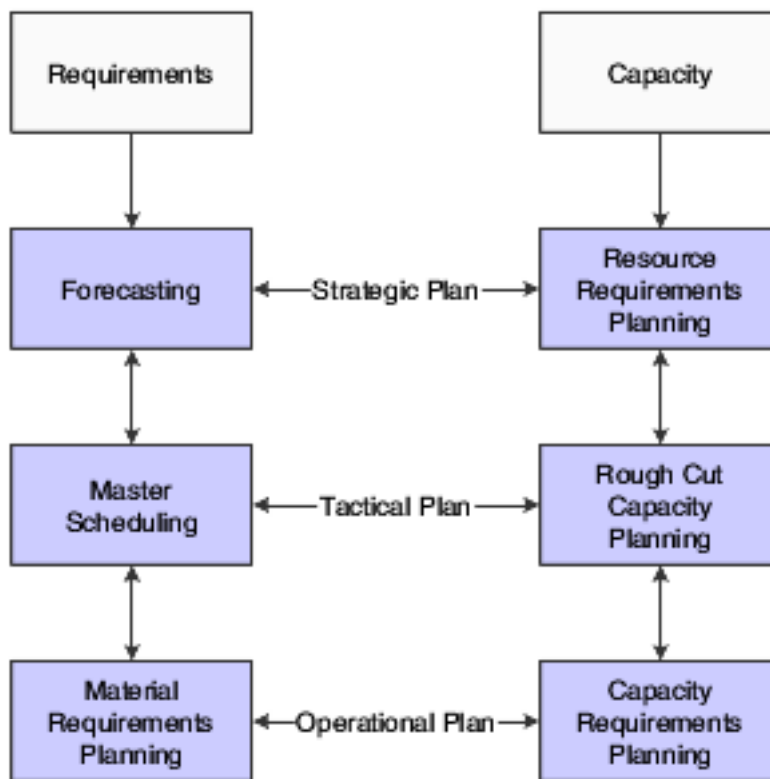 Requirements
Capacity
Forecasting
Strategic Plan
Resource
Requirements
Planning
Master
Scheduling
Tactical Plan
Rough Cut
Capacity
Planning
Material
Requirements
Planning
Operational Plan
Capacity
Requirements
Planning